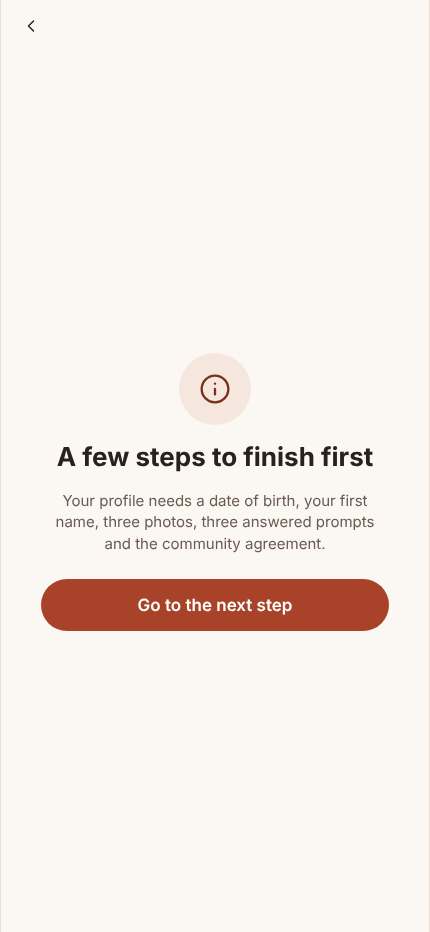 A few steps to finish first
Your profile needs a date of birth, your first
name, three photos, three answered prompts
and the community agreement.
Go to the next step